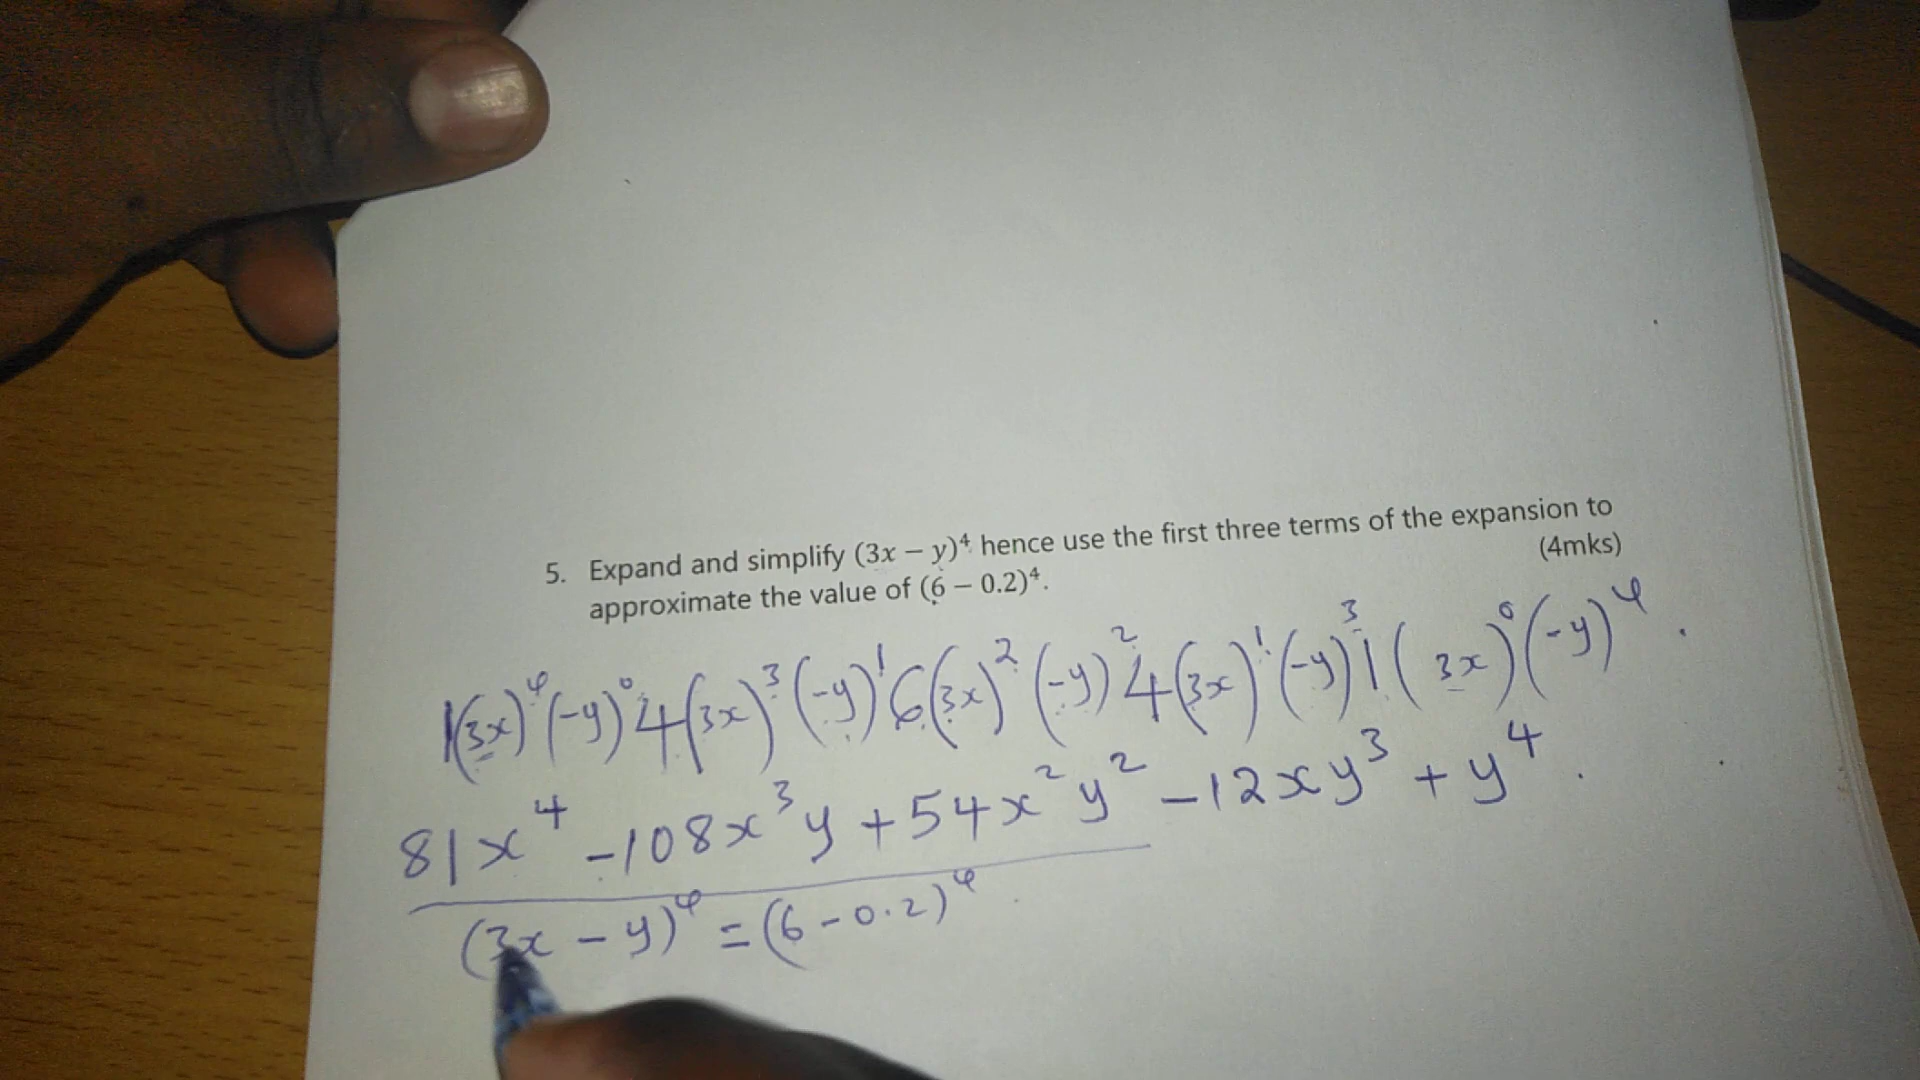 5. Expand and simplify (3x − y)⁴ hence use the first three terms of the expansion to
approximate the value of (6 − 0.2)⁴. (4mks)
1(3x)⁴(-y)⁰ 4(3x)³(-y)¹ 6(3x)²(-y)² 4(3x)¹(-y)³ 1(3x)⁰(-y)⁴.
81x⁴ - 108x³y + 54x²y² - 12xy³ + y⁴.
(3x - y)⁴ = (6 - 0.2)⁴